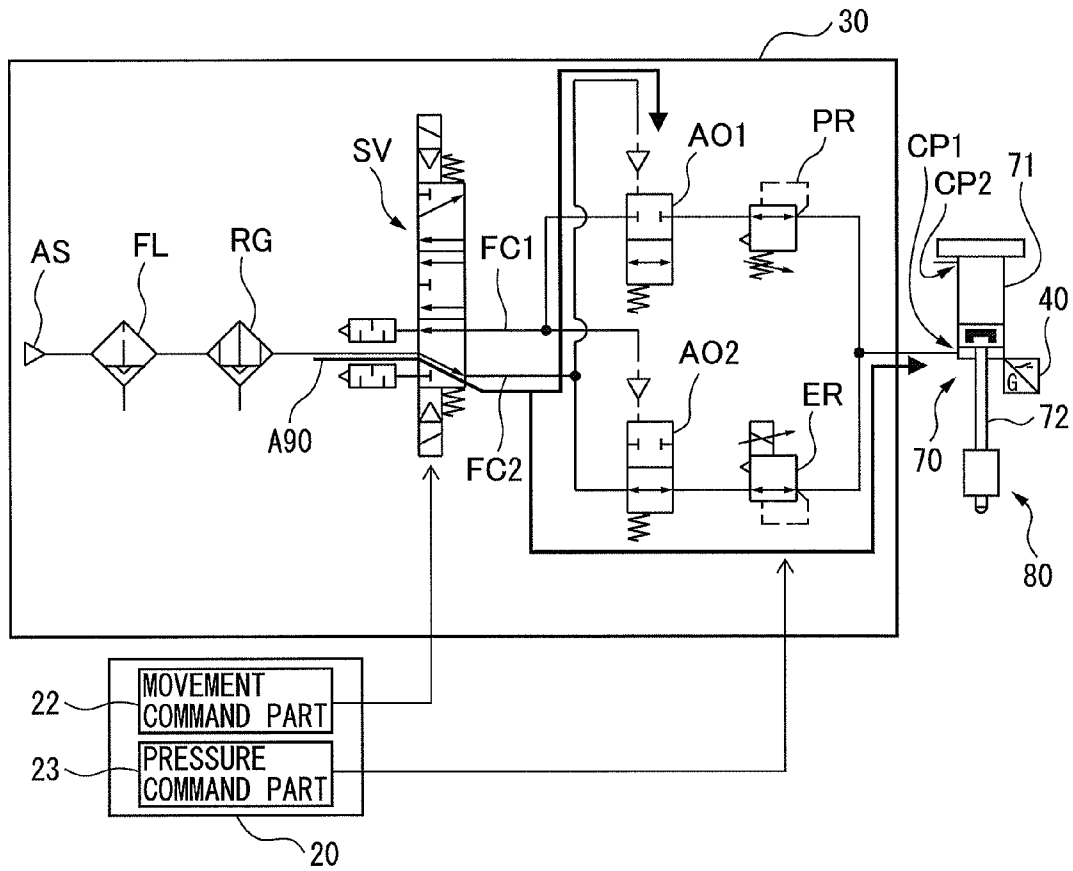 30
SV
AO1
PR
CP1
CP2
71
AS
FL
RG
FC1
40
AO2
G
A90
FC2
ER
70
72
80
22
MOVEMENT
COMMAND PART
23
PRESSURE
COMMAND PART
20